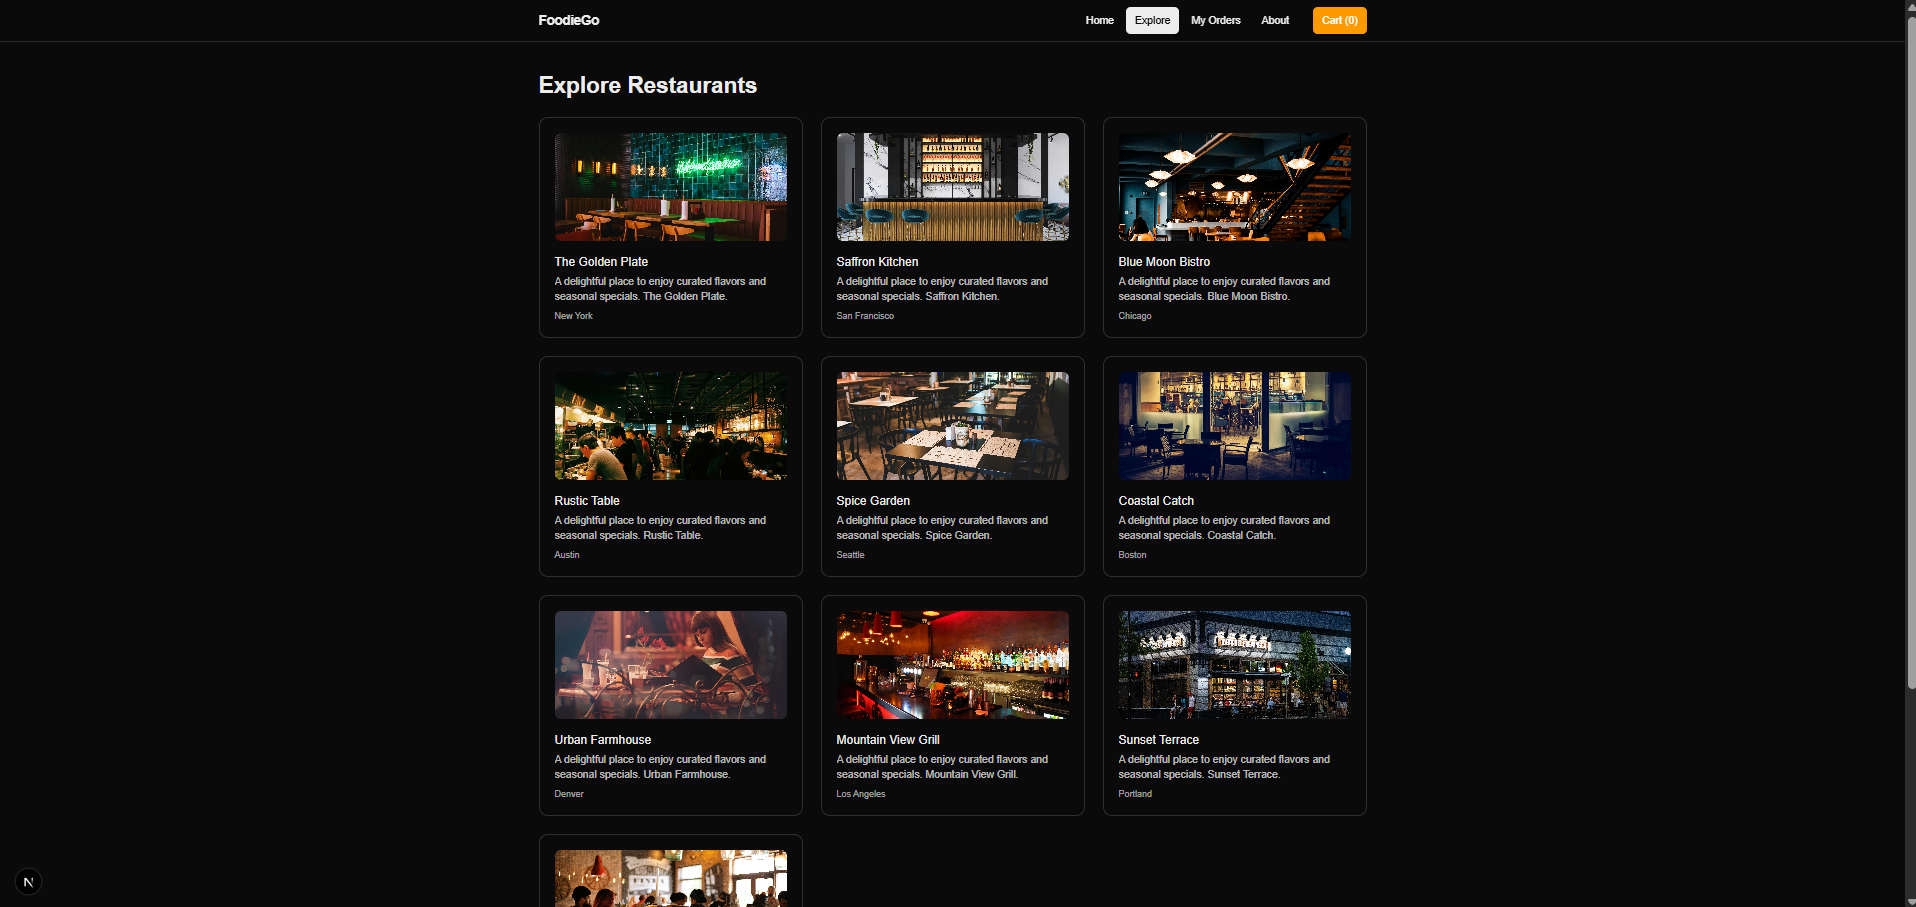 FoodieGo
Home
Explore
My Orders
About
Cart (0)
Explore Restaurants
The Golden Plate
A delightful place to enjoy curated flavors and
seasonal specials. The Golden Plate.
New York
Saffron Kitchen
A delightful place to enjoy curated flavors and
seasonal specials. Saffron Kitchen.
San Francisco
Blue Moon Bistro
A delightful place to enjoy curated flavors and
seasonal specials. Blue Moon Bistro.
Chicago
Rustic Table
A delightful place to enjoy curated flavors and
seasonal specials. Rustic Table.
Austin
Spice Garden
A delightful place to enjoy curated flavors and
seasonal specials. Spice Garden.
Seattle
Coastal Catch
A delightful place to enjoy curated flavors and
seasonal specials. Coastal Catch.
Boston
Urban Farmhouse
A delightful place to enjoy curated flavors and
seasonal specials. Urban Farmhouse.
Denver
Mountain View Grill
A delightful place to enjoy curated flavors and
seasonal specials. Mountain View Grill.
Los Angeles
Sunset Terrace
A delightful place to enjoy curated flavors and
seasonal specials. Sunset Terrace.
Portland
N